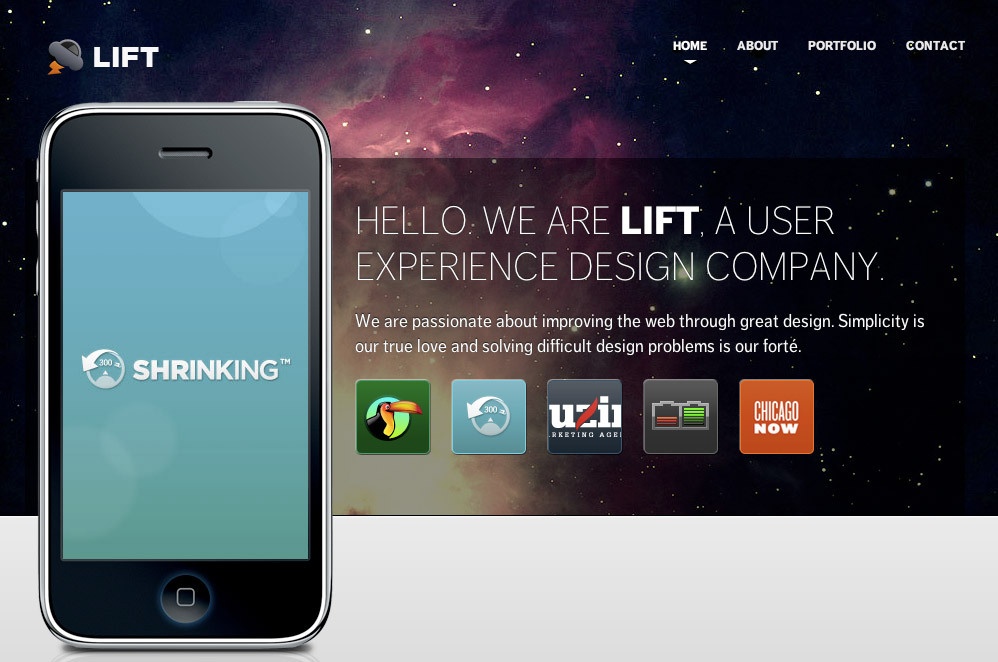 LIFT
HOME ABOUT PORTFOLIO CONTACT
HELLO. WE ARE LIFT, A USER
EXPERIENCE DESIGN COMPANY.
We are passionate about improving the web through great design. Simplicity is
our true love and solving difficult design problems is our forté.
300
SHRINKING™
300
uzi
RKETING AGE
CHICAGO
NOW